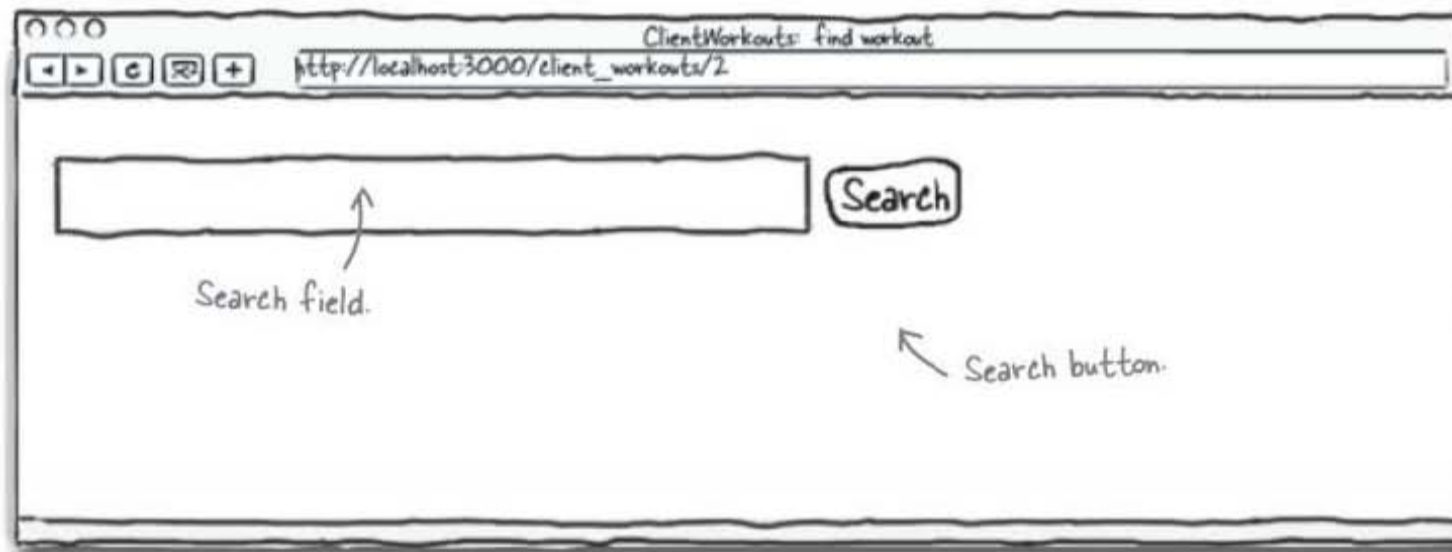 ClientWorkouts: find workout
http://localhost:3000/client_workouts/2
Search
Search field.
Search button.